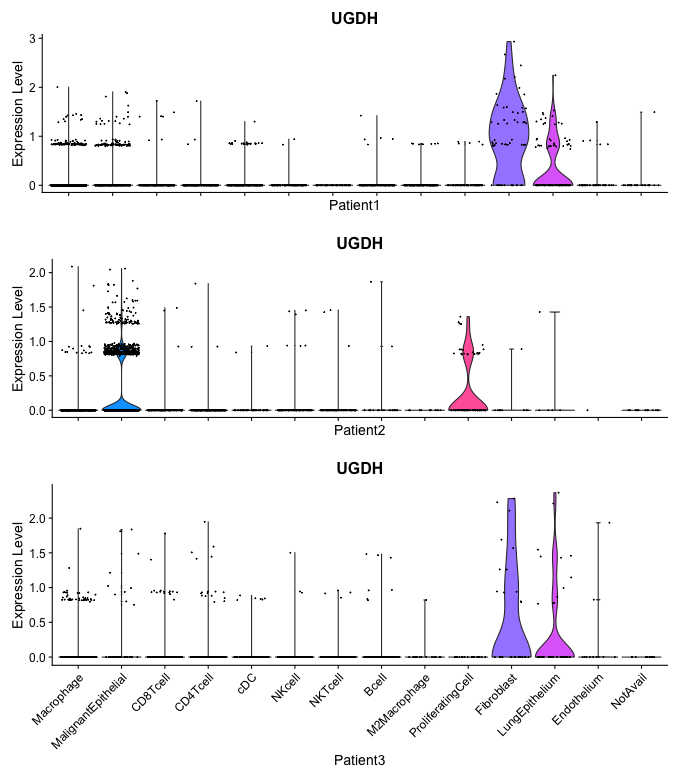 UGDH
Expression Level
3
2
1
0
Patient1
UGDH
Expression Level
2.0
1.5
1.0
0.5
0.0
Patient2
UGDH
Expression Level
2.0
1.5
1.0
0.5
0.0
Macrophage
MalignantEpithelial
CD8Tcell
CD4Tcell
cDC
NKcell
NKTcell
Bcell
M2Macrophage
ProliferatingCell
Fibroblast
LungEpithelium
Endothelium
NotAvail
Patient3